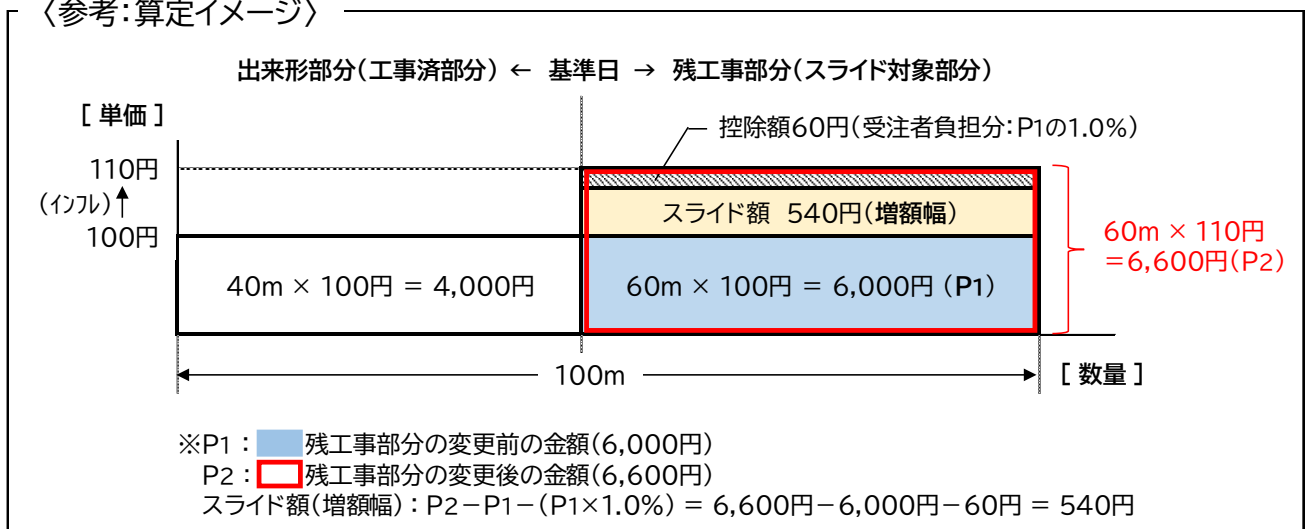 〈参考：算定イメージ〉
出来形部分（工事済部分） ← 基準日 → 残工事部分（スライド対象部分）
[ 単価 ]
控除額60円（受注者負担分：P1の1.0%）
110円
（インフレ）↑
スライド額 540円（増額幅）
100円
60m × 110円
＝6,600円（P2）
40m × 100円 ＝ 4,000円
60m × 100円 ＝ 6,000円 （P1）
100m
[ 数量 ]
※P1 ： 残工事部分の変更前の金額（6,000円）
P2 ： 残工事部分の変更後の金額（6,600円）
スライド額（増額幅） ： P2－P1－（P1×1.0%） ＝ 6,600円－6,000円－60円 ＝ 540円